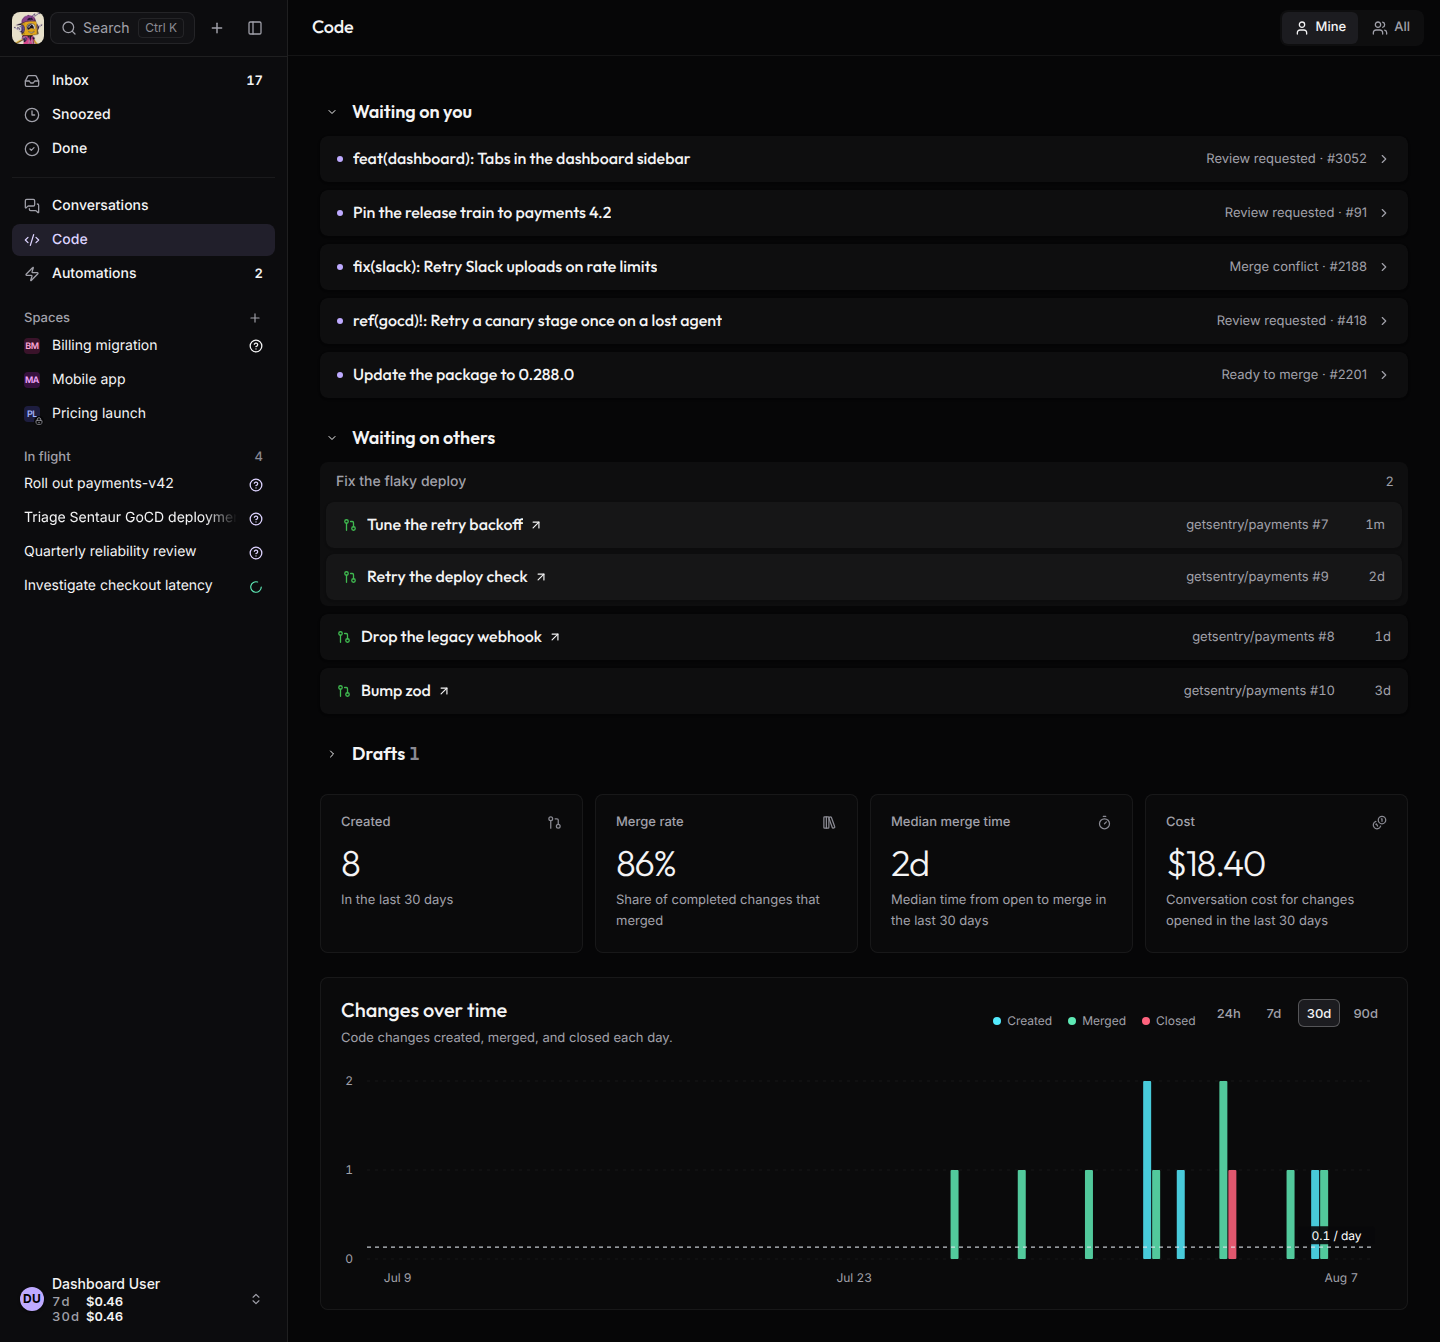 Search Ctrl K
Code
Mine
All
Inbox 17
Snoozed
Done
Conversations
Code
Automations 2
Spaces
BM Billing migration
MA Mobile app
PL Pricing launch
In flight 4
Roll out payments-v42
Triage Sentaur GoCD deployme
Quarterly reliability review
Investigate checkout latency
Dashboard User
DU
7d $0.46
30d $0.46
Waiting on you
feat(dashboard): Tabs in the dashboard sidebar Review requested · #3052
Pin the release train to payments 4.2 Review requested · #91
fix(slack): Retry Slack uploads on rate limits Merge conflict · #2188
ref(gocd)!: Retry a canary stage once on a lost agent Review requested · #418
Update the package to 0.288.0 Ready to merge · #2201
Waiting on others
Fix the flaky deploy 2
Tune the retry backoff getsentry/payments #7 1m
Retry the deploy check getsentry/payments #9 2d
Drop the legacy webhook getsentry/payments #8 1d
Bump zod getsentry/payments #10 3d
Drafts 1
Created
8
In the last 30 days
Merge rate
86%
Share of completed changes that
merged
Median merge time
2d
Median time from open to merge in
the last 30 days
Cost
$18.40
Conversation cost for changes
opened in the last 30 days
Changes over time
Code changes created, merged, and closed each day.
Created Merged Closed
24h 7d 30d 90d
2
1
0
0.1 / day
Jul 9 Jul 23 Aug 7